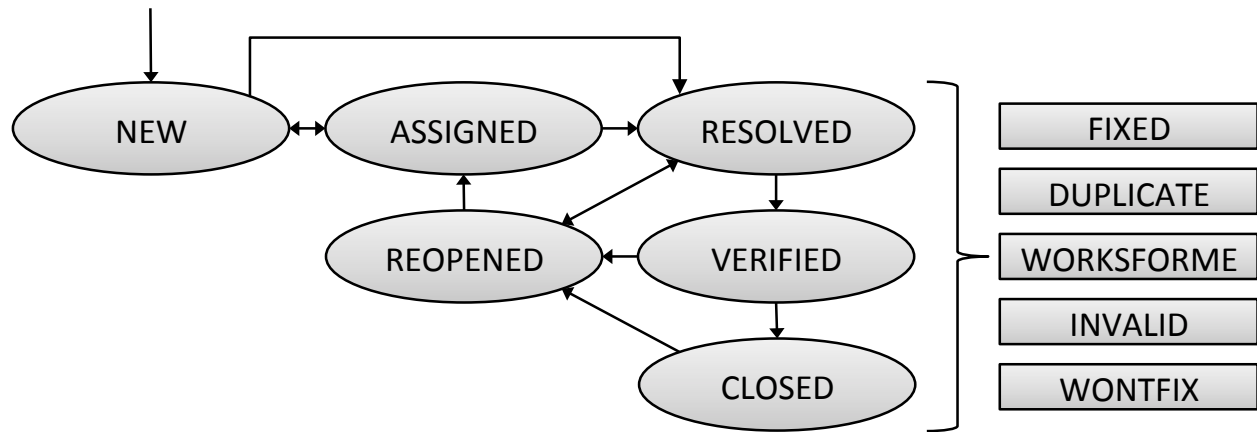 NEW
ASSIGNED
RESOLVED
REOPENED
VERIFIED
CLOSED
FIXED
DUPLICATE
WORKSFORME
INVALID
WONTFIX